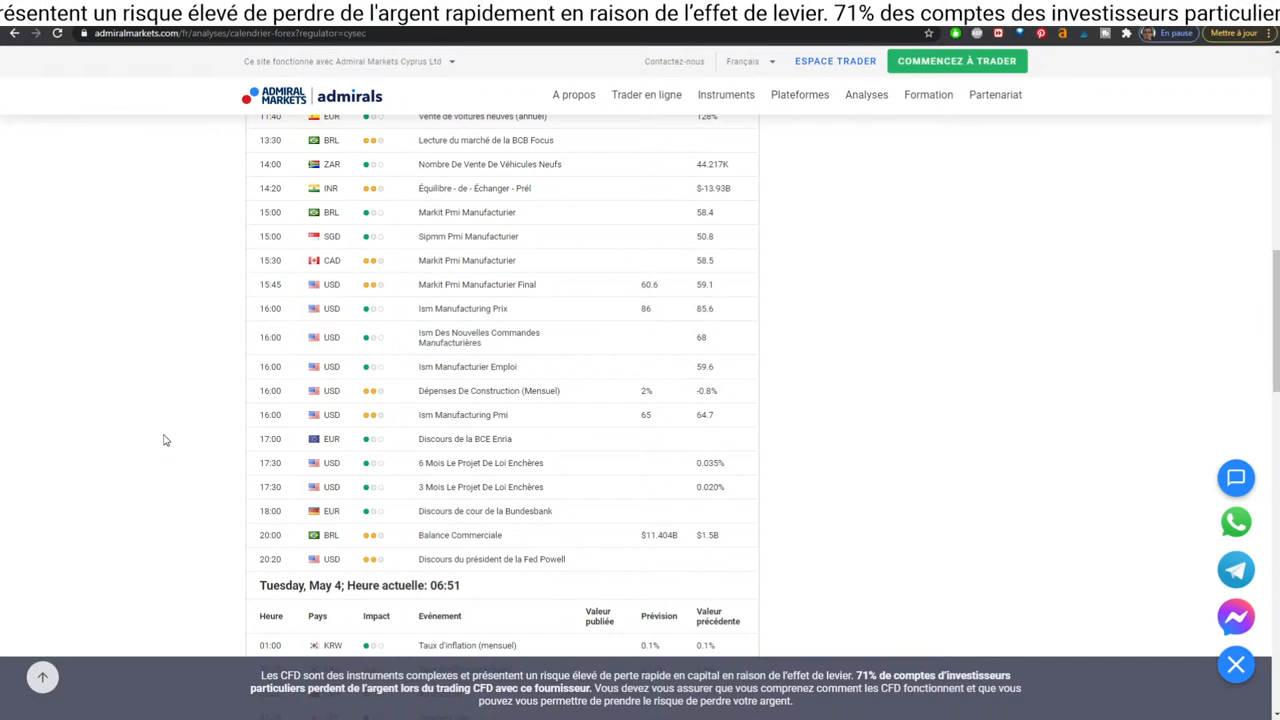 résentent un risque élevé de perdre de l'argent rapidement en raison de l'effet de levier. 71% des comptes des investisseurs particulier
admiralmarkets.com/fr/analyses/calendrier-forex?regulator=cysec
En pause
Mettre à jour
Ce site fonctionne avec Admiral Markets Cyprus Ltd
Contactez-nous
Français
ESPACE TRADER
COMMENCEZ À TRADER
ADMIRAL MARKETS | admirals
A propos Trader en ligne Instruments Plateformes Analyses Formation Partenariat
11:40 EUR Vente de voitures neuves (annuel) 128%
13:30 BRL Lecture du marché de la BCB Focus
14:00 ZAR Nombre De Vente De Véhicules Neufs 44.217K
14:20 INR Équilibre - de - Échanger - Prél $-13.93B
15:00 BRL Markit Pmi Manufacturier 58.4
15:00 SGD Sipmm Pmi Manufacturier 50.8
15:30 CAD Markit Pmi Manufacturier 58.5
15:45 USD Markit Pmi Manufacturier Final 60.6 59.1
16:00 USD Ism Manufacturing Prix 86 85.6
16:00 USD Ism Des Nouvelles Commandes
Manufacturières 68
16:00 USD Ism Manufacturier Emploi 59.6
16:00 USD Dépenses De Construction (Mensuel) 2% -0.8%
16:00 USD Ism Manufacturing Pmi 65 64.7
17:00 EUR Discours de la BCE Enria
17:30 USD 6 Mois Le Projet De Loi Enchères 0.035%
17:30 USD 3 Mois Le Projet De Loi Enchères 0.020%
18:00 EUR Discours de cour de la Bundesbank
20:00 BRL Balance Commerciale $11.404B $1.5B
20:20 USD Discours du président de la Fed Powell
Tuesday, May 4; Heure actuelle: 06:51
Heure Pays Impact Evénement Valeur publiée Prévision Valeur précédente
01:00 KRW Taux d'inflation (mensuel) 0.1% 0.1%
Les CFD sont des instruments complexes et présentent un risque élevé de perte rapide en capital en raison de l'effet de levier. 71% de comptes d'investisseurs
particuliers perdent de l'argent lors du trading CFD avec ce fournisseur. Vous devez vous assurer que vous comprenez comment les CFD fonctionnent et que vous
pouvez vous permettre de prendre le risque de perdre votre argent.